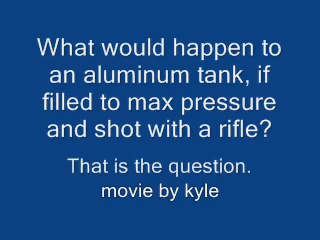 What would happen to
an aluminum tank, if
filled to max pressure
and shot with a rifle?
That is the question.
movie by kyle